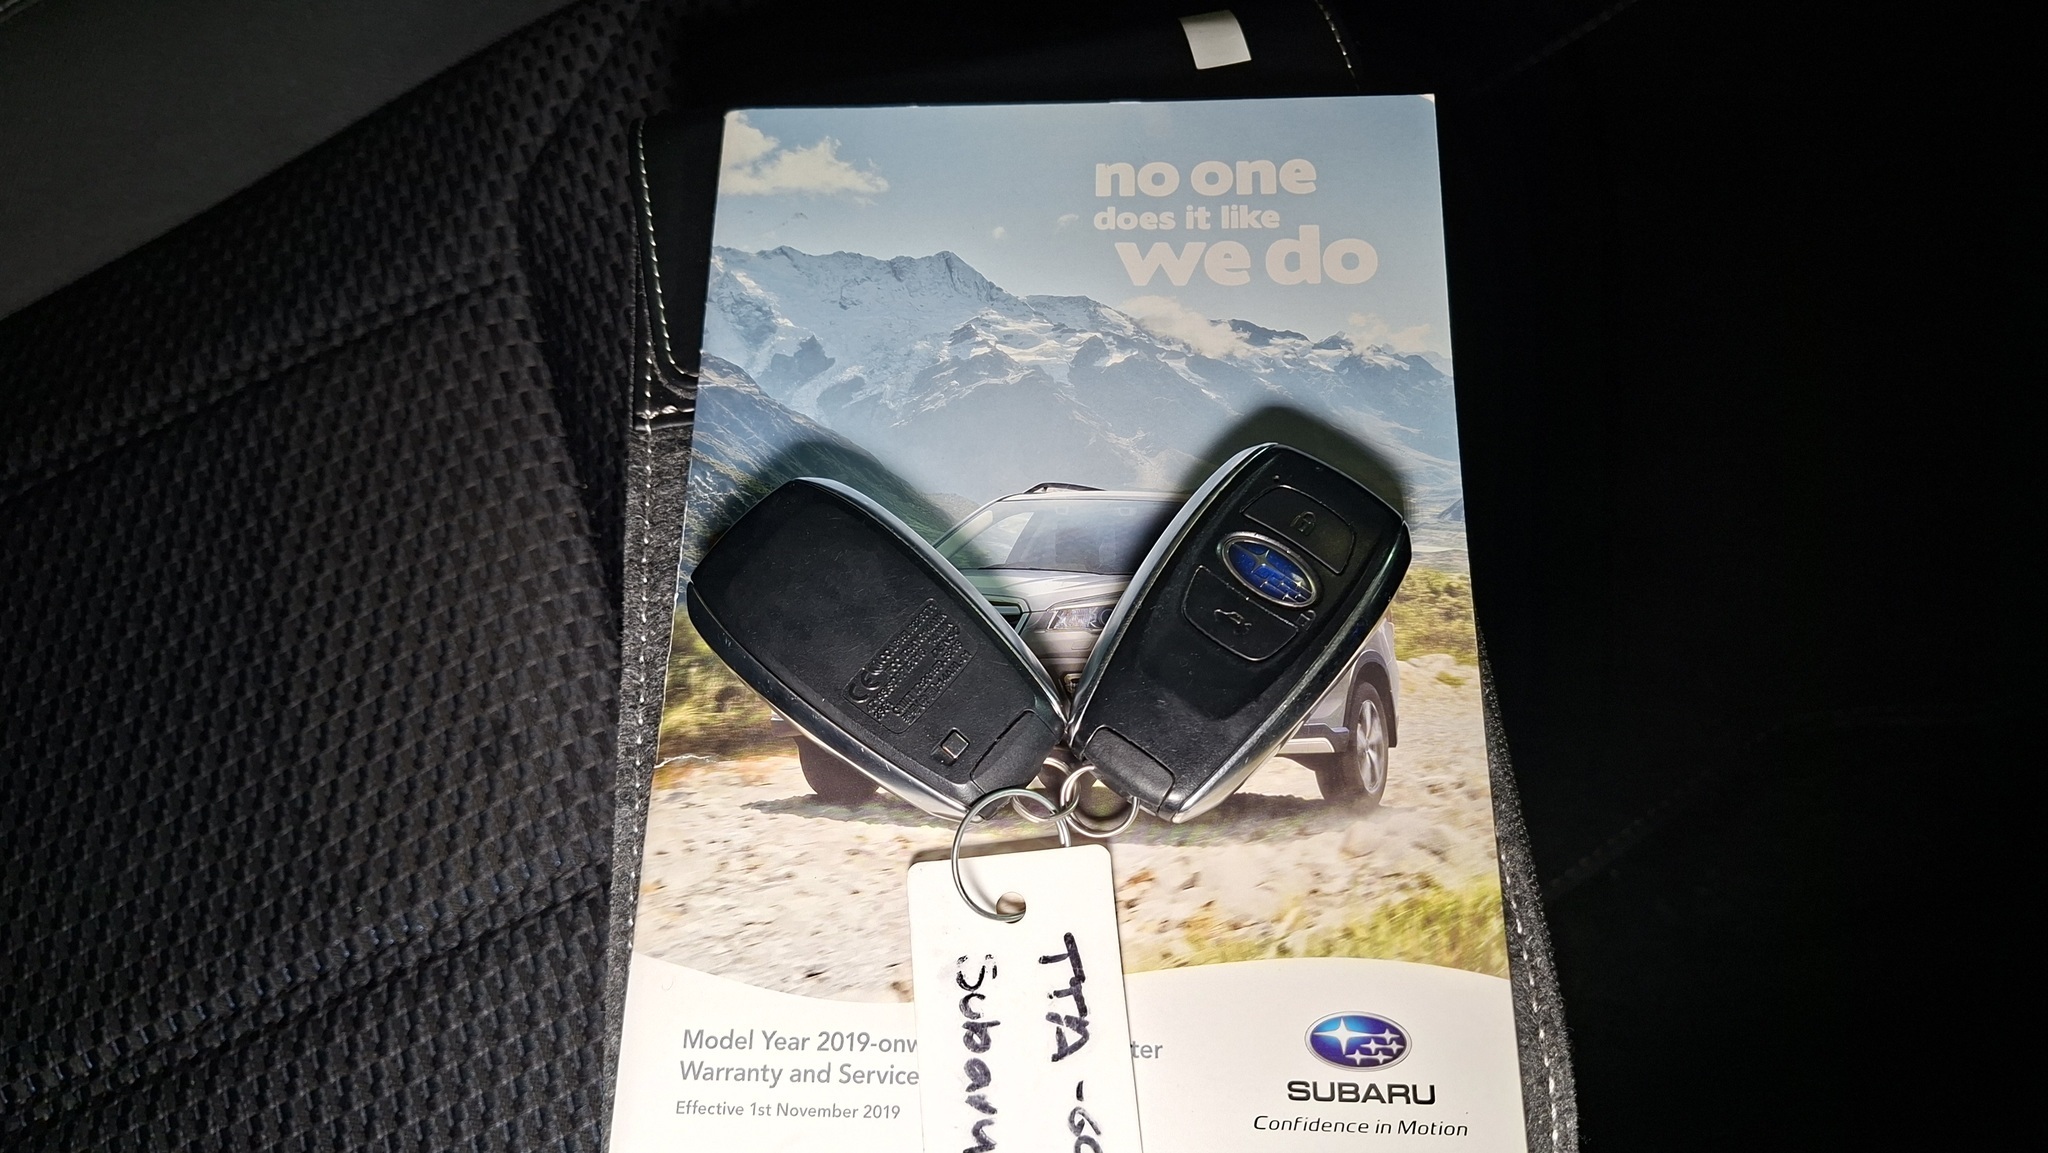 no one
does it like
we do
Model Year 2019-onw
ter
Warranty and Service
Effective 1st November 2019
SUBARU
Confidence in Motion
TTA -60
Subaru